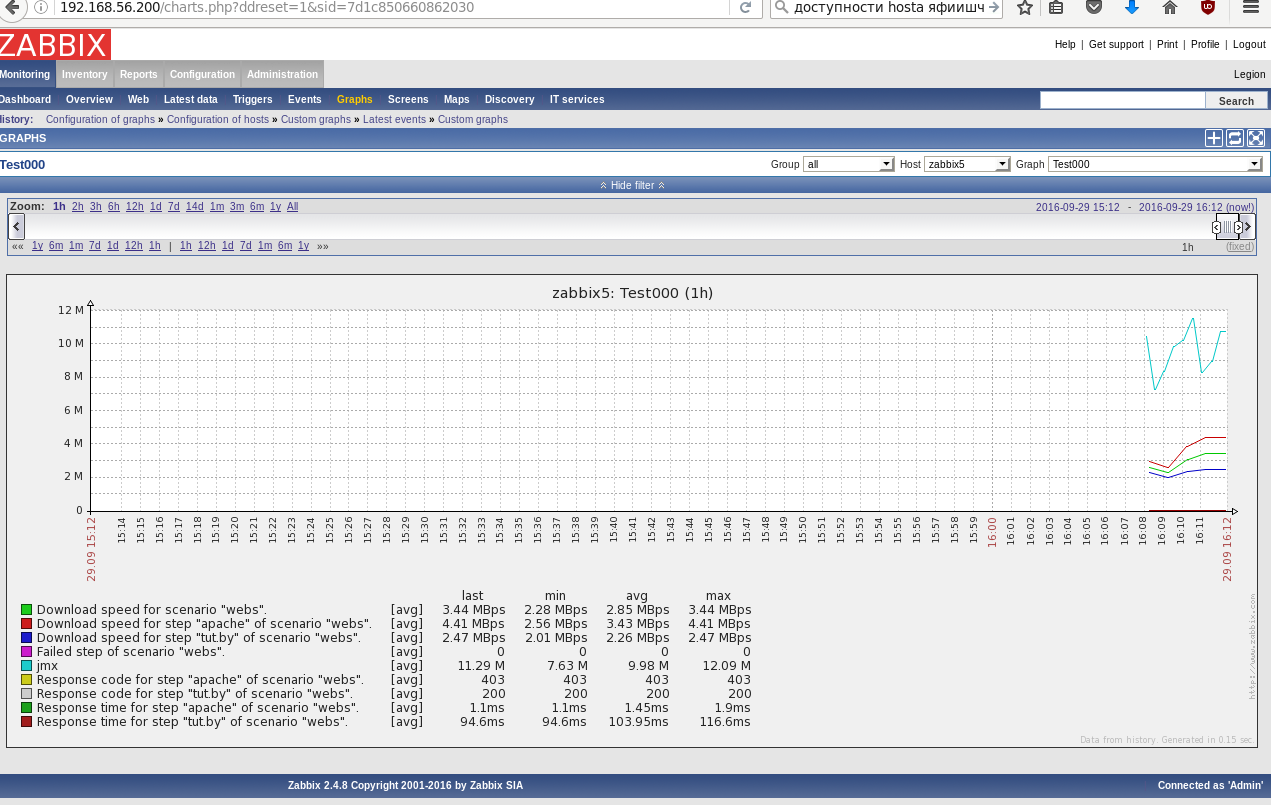 192.168.56.200/charts.php?ddreset=1&sid=7d1c850660862030
доступности hosta яфиишч
ZABBIX
Help | Get support | Print | Profile | Logout
Monitoring Inventory Reports Configuration Administration
Legion
Dashboard Overview Web Latest data Triggers Events Graphs Screens Maps Discovery IT services
Search
History: Configuration of graphs » Configuration of hosts » Custom graphs » Latest events » Custom graphs
GRAPHS
Test000
Group all Host zabbix5 Graph Test000
Hide filter
Zoom: 1h 2h 3h 6h 12h 1d 7d 14d 1m 3m 6m 1y All
2016-09-29 15:12 - 2016-09-29 16:12 (now!)
«« 1y 6m 1m 7d 1d 12h 1h | 1h 12h 1d 7d 1m 6m 1y »»
1h (fixed)
zabbix5: Test000 (1h)
12 M
10 M
8 M
6 M
4 M
2 M
0
29.09 15:12 15:14 15:15 15:16 15:17 15:18 15:19 15:20 15:21 15:22 15:23 15:24 15:25 15:26 15:27 15:28 15:29 15:30 15:31 15:32 15:33 15:34 15:35 15:36 15:37 15:38 15:39 15:40 15:41 15:42 15:43 15:44 15:45 15:46 15:47 15:48 15:49 15:50 15:51 15:52 15:53 15:54 15:55 15:56 15:57 15:58 15:59 16:00 16:01 16:02 16:03 16:04 16:05 16:06 16:07 16:08 16:09 16:10 16:11 29.09 16:12
last min avg max
Download speed for scenario "webs". [avg] 3.44 MBps 2.28 MBps 2.85 MBps 3.44 MBps
Download speed for step "apache" of scenario "webs". [avg] 4.41 MBps 2.56 MBps 3.43 MBps 4.41 MBps
Download speed for step "tut.by" of scenario "webs". [avg] 2.47 MBps 2.01 MBps 2.26 MBps 2.47 MBps
Failed step of scenario "webs". [avg] 0 0 0 0
jmx [avg] 11.29 M 7.63 M 9.98 M 12.09 M
Response code for step "apache" of scenario "webs". [avg] 403 403 403 403
Response code for step "tut.by" of scenario "webs". [avg] 200 200 200 200
Response time for step "apache" of scenario "webs". [avg] 1.1ms 1.1ms 1.45ms 1.9ms
Response time for step "tut.by" of scenario "webs". [avg] 94.6ms 94.6ms 103.95ms 116.6ms
http://www.zabbix.com
Data from history. Generated in 0.15 sec.
Zabbix 2.4.8 Copyright 2001-2016 by Zabbix SIA
Connected as 'Admin'